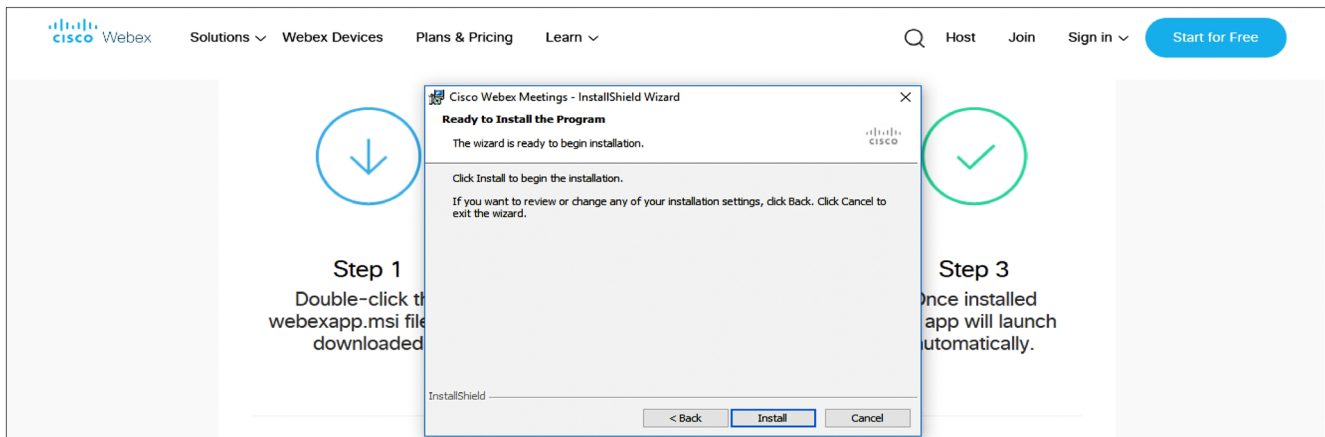 CISCO Webex Solutions Webex Devices Plans & Pricing Learn Host Join Sign in Start for Free
Cisco Webex Meetings - InstallShield Wizard
Ready to Install the Program
The wizard is ready to begin installation.
CISCO
Click Install to begin the installation.
If you want to review or change any of your installation settings, click Back. Click Cancel to
exit the wizard.
InstallShield
< Back Install Cancel
Step 1
Double-click
webexapp.msi file
downloaded
Step 3
installed
app will launch